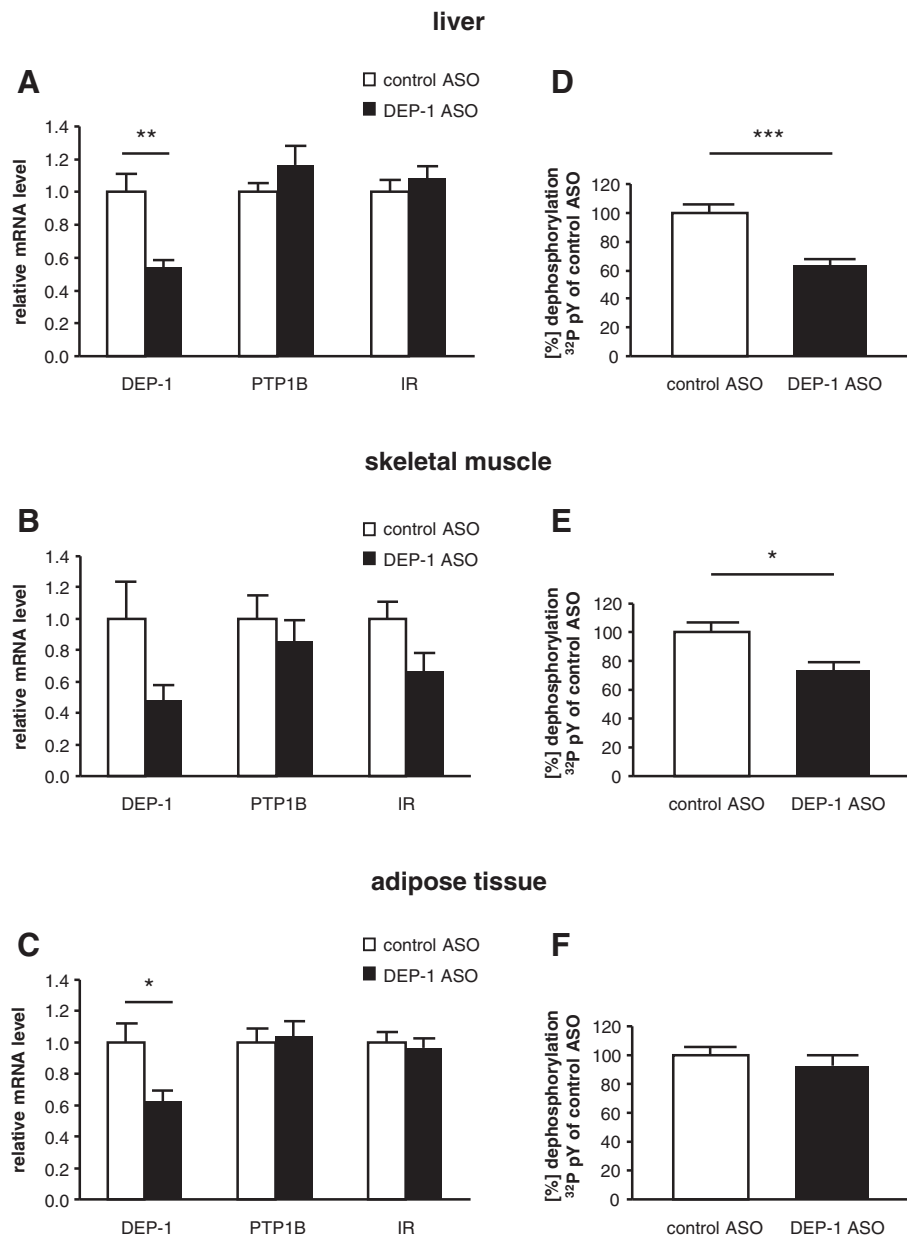 liver
A
control ASO
DEP-1 ASO
relative mRNA level
1.4
1.2
1.0
0.8
0.6
0.4
0.2
0.0
**
DEP-1 PTP1B IR
D
[%] dephosphorylation
³²P pY of control ASO
120
100
80
60
40
20
0
***
control ASO DEP-1 ASO
skeletal muscle
B
control ASO
DEP-1 ASO
relative mRNA level
1.4
1.2
1.0
0.8
0.6
0.4
0.2
0.0
DEP-1 PTP1B IR
E
[%] dephosphorylation
³²P pY of control ASO
120
100
80
60
40
20
0
*
control ASO DEP-1 ASO
adipose tissue
C
control ASO
DEP-1 ASO
relative mRNA level
1.4
1.2
1.0
0.8
0.6
0.4
0.2
0.0
*
DEP-1 PTP1B IR
F
[%] dephosphorylation
³²P pY of control ASO
120
100
80
60
40
20
0
control ASO DEP-1 ASO